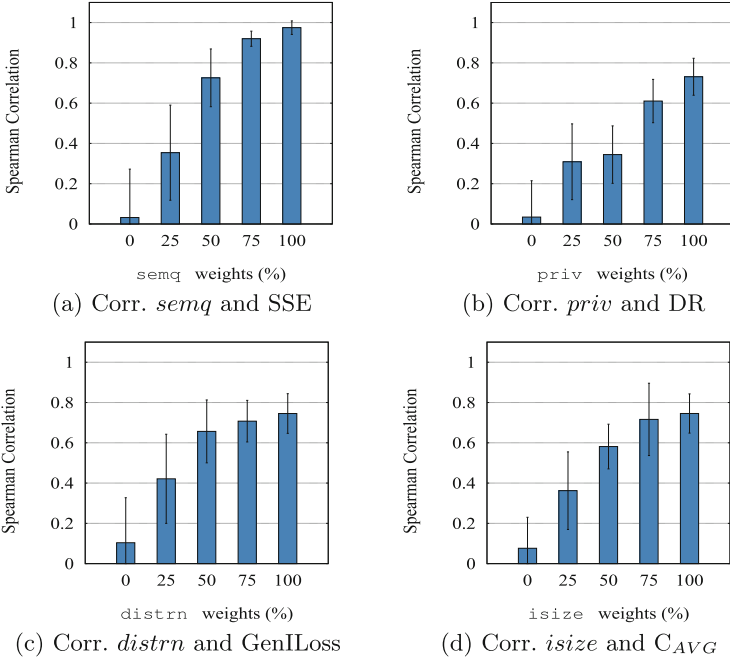 1
0.8
0.6
0.4
0.2
0
Spearman Correlation
0 25 50 75 100
semq weights (%)
(a) Corr. semq and SSE
1
0.8
0.6
0.4
0.2
0
Spearman Correlation
0 25 50 75 100
priv weights (%)
(b) Corr. priv and DR
1
0.8
0.6
0.4
0.2
0
Spearman Correlation
0 25 50 75 100
distrn weights (%)
(c) Corr. distrn and GenILoss
1
0.8
0.6
0.4
0.2
0
Spearman Correlation
0 25 50 75 100
isize weights (%)
(d) Corr. isize and C_{AVG}